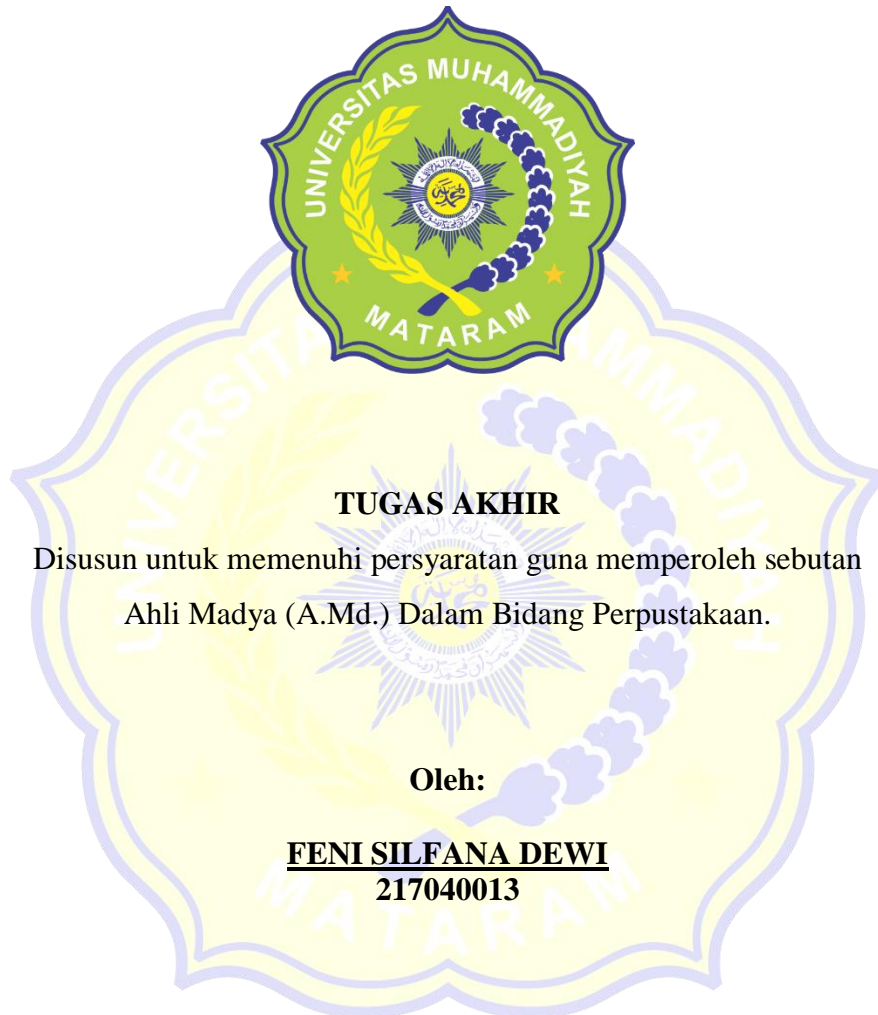 UNIVERSITAS MUHAMMADIYAH
MATARAM
TUGAS AKHIR
Disusun untuk memenuhi persyaratan guna memperoleh sebutan
Ahli Madya (A.Md.) Dalam Bidang Perpustakaan.
Oleh:
FENI SILFANA DEWI
217040013